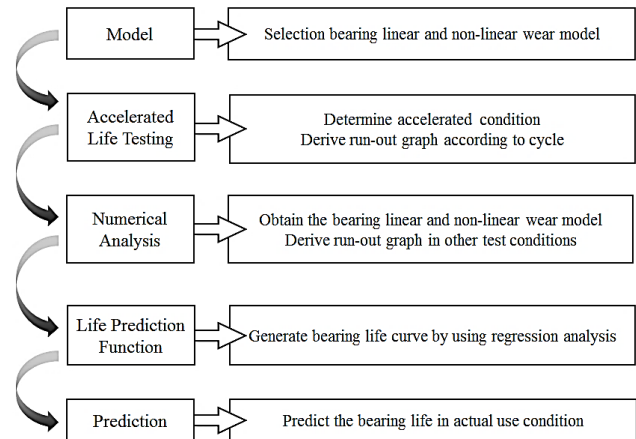 Model
Selection bearing linear and non-linear wear model
Accelerated
Life Testing
Determine accelerated condition
Derive run-out graph according to cycle
Numerical
Analysis
Obtain the bearing linear and non-linear wear model
Derive run-out graph in other test conditions
Life Prediction
Function
Generate bearing life curve by using regression analysis
Prediction
Predict the bearing life in actual use condition